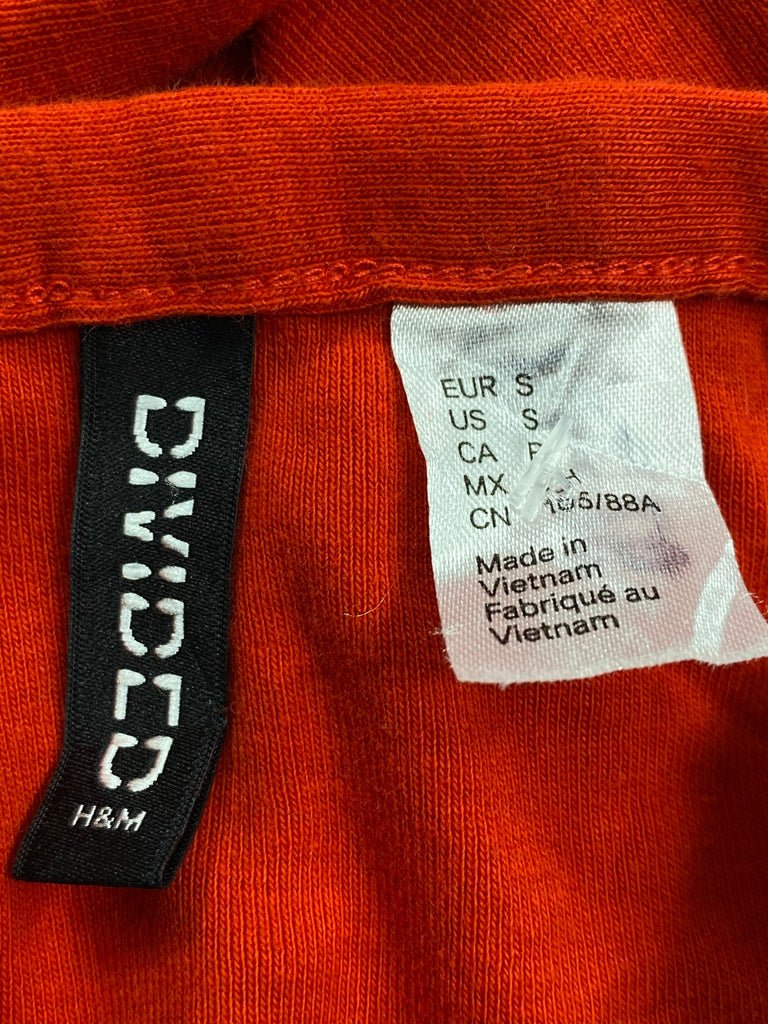 DIVIDED
H&M
EUR S
US S
CA
MX
CN
Made in
Vietnam
Fabriqué au
Vietnam